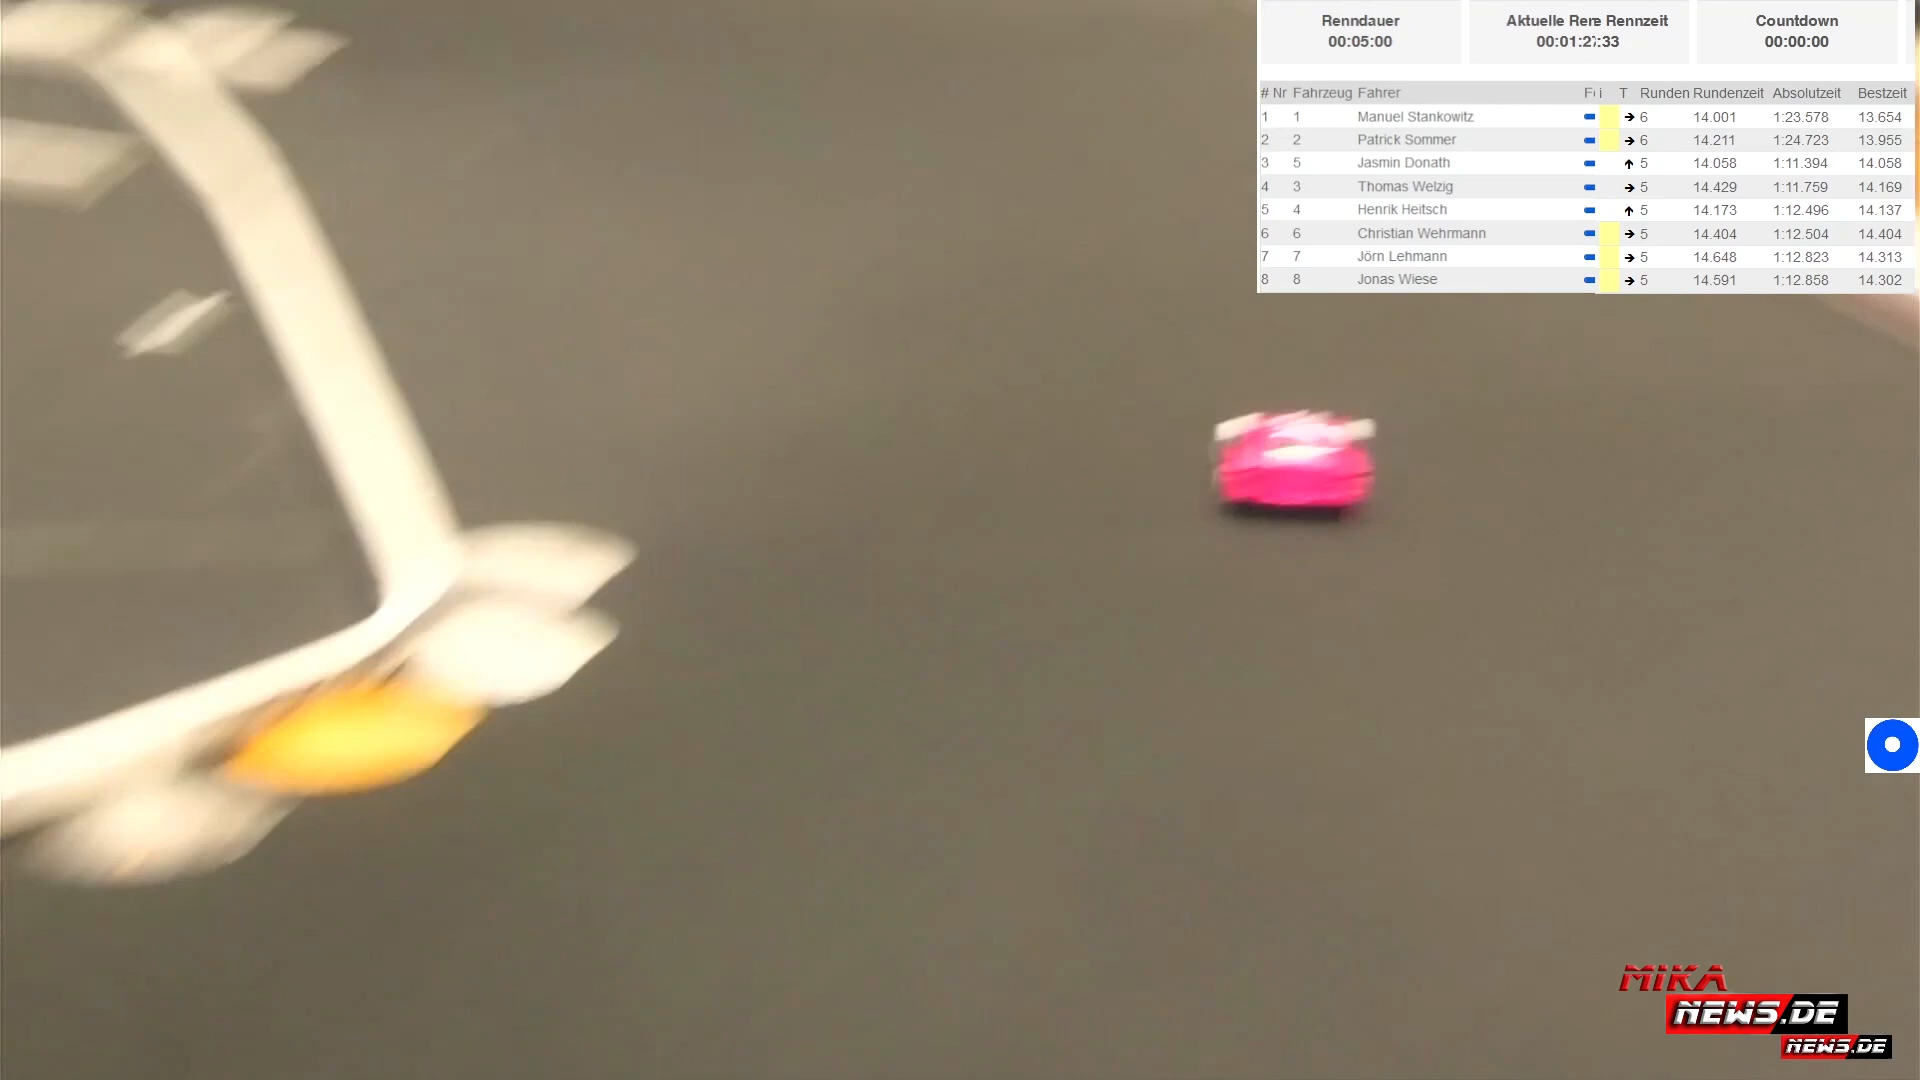 Renndauer
00:05:00
Aktuelle Rennzeit
Countdown
00:00:00
# Nr Fahrzeug Fahrer T Runden Rundenzeit Absolutzeit Bestzeit
1 1 Manuel Stankowitz 6 14.001 1:23.578 13.654
2 2 Patrick Sommer 6 14.211 1:24.723 13.955
3 5 Jasmin Donath 5 14.058 1:11.394 14.058
4 3 Thomas Welzig 5 14.429 1:11.759 14.169
5 4 Henrik Heitsch 5 14.173 1:12.496 14.137
6 6 Christian Wehrmann 5 14.404 1:12.504 14.404
7 7 Jörn Lehmann 5 14.648 1:12.823 14.313
8 8 Jonas Wiese 5 14.591 1:12.858 14.302
MIKA
NEWS.DE
NEWS.DE